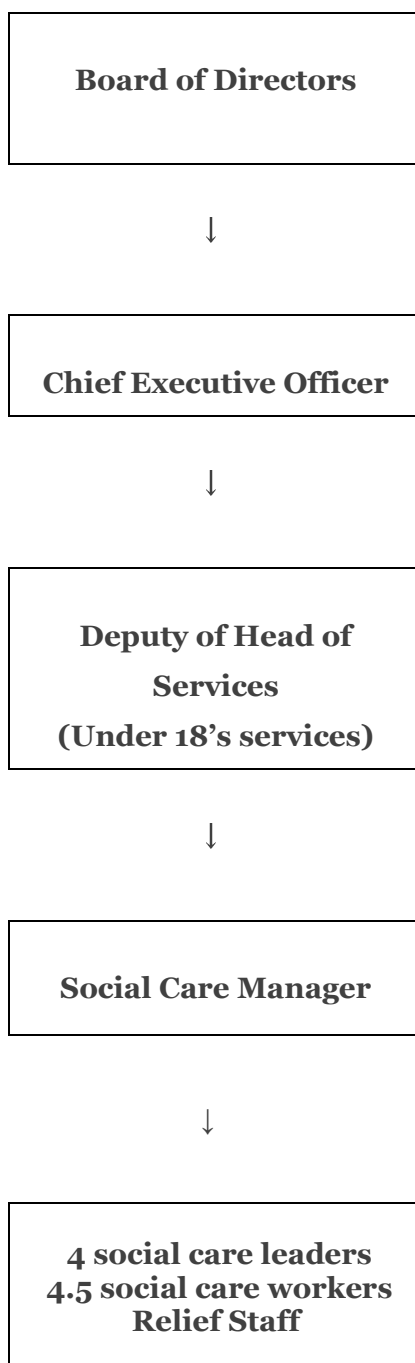 Board of Directors
↓
Chief Executive Officer
↓
Deputy of Head of
Services
(Under 18’s services)
↓
Social Care Manager
↓
4 social care leaders
4.5 social care workers
Relief Staff